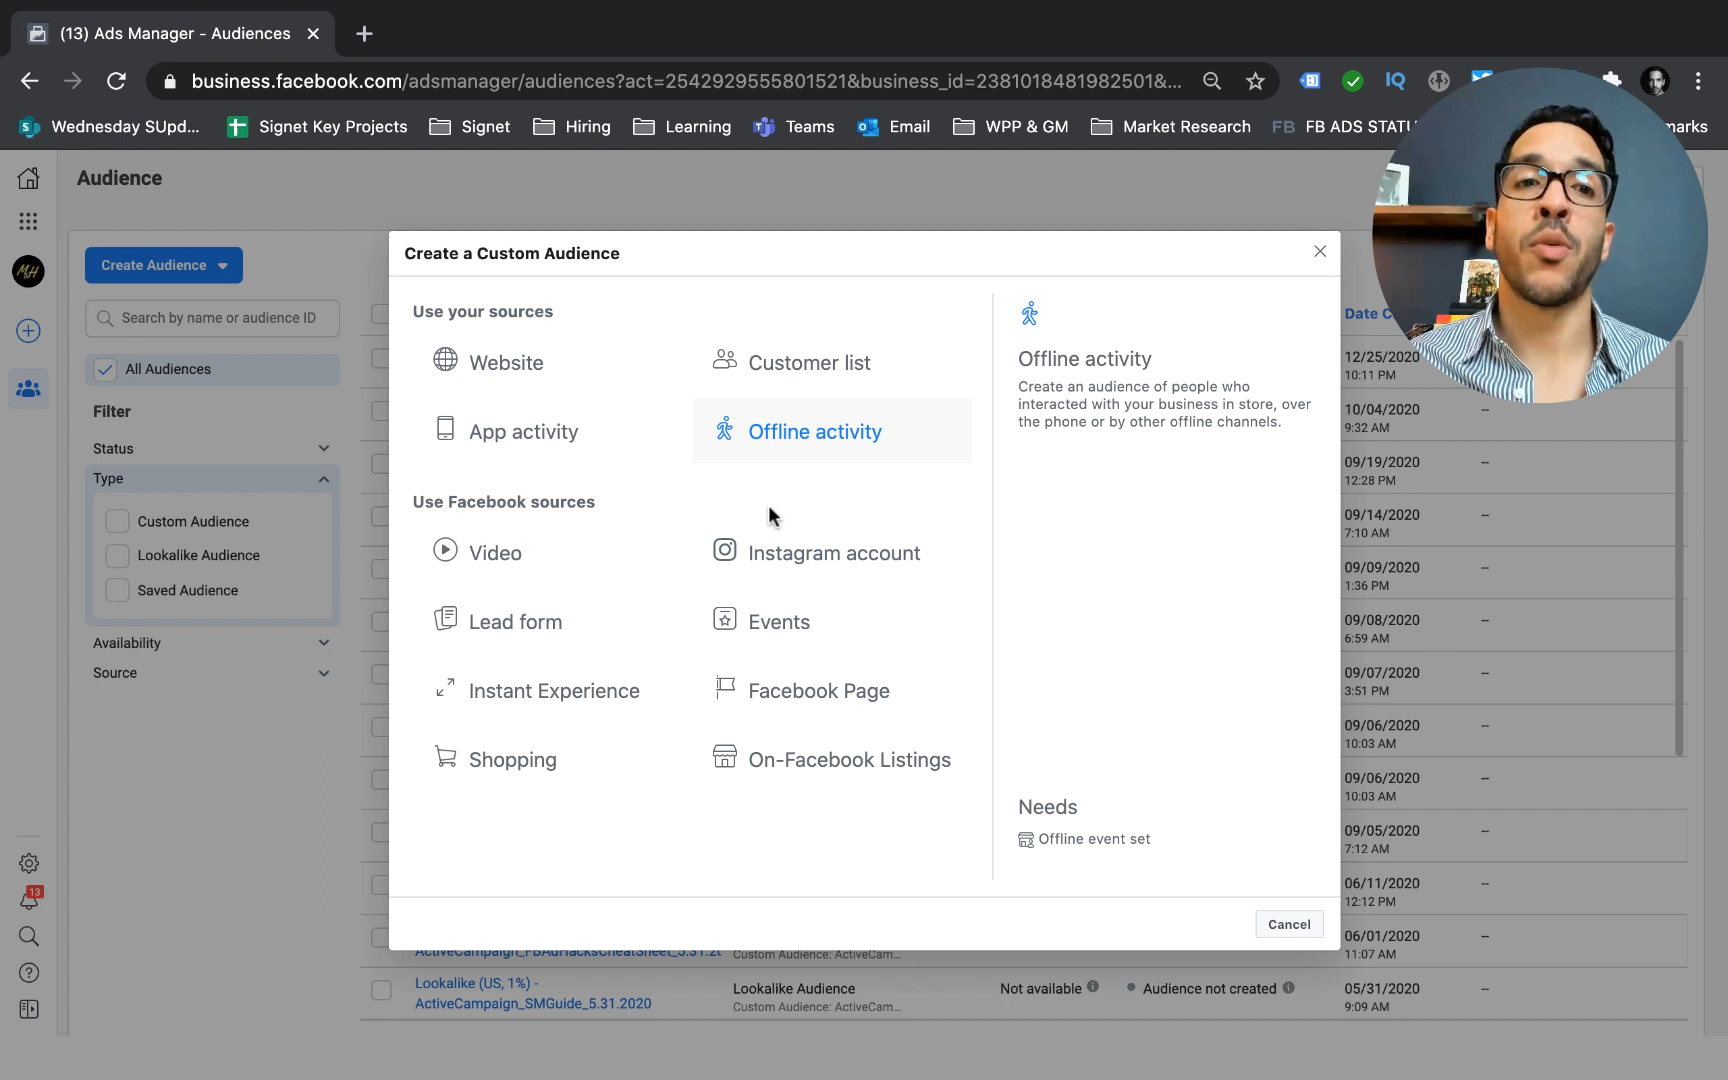 (13) Ads Manager - Audiences
business.facebook.com/adsmanager/audiences?act=2542929555801521&business_id=2381018481982501&...
IQ
Wednesday SUpd...
Signet Key Projects
Signet
Hiring
Learning
Teams
Email
WPP & GM
Market Research
FB FB ADS STATU
marks
Audience
MH
Create Audience
Search by name or audience ID
All Audiences
Filter
Status
Type
Custom Audience
Lookalike Audience
Saved Audience
Availability
Source
13
Create a Custom Audience
Use your sources
Website
Customer list
App activity
Offline activity
Use Facebook sources
Video
Instagram account
Lead form
Events
Instant Experience
Facebook Page
Shopping
On-Facebook Listings
Offline activity
Create an audience of people who
interacted with your business in store, over
the phone or by other offline channels.
Needs
Offline event set
Cancel
Date C
12/25/2020
10:11 PM
10/04/2020 --
9:32 AM
09/19/2020 --
12:28 PM
09/14/2020 --
7:10 AM
09/09/2020 --
1:36 PM
09/08/2020 --
6:59 AM
09/07/2020 --
3:51 PM
09/06/2020 --
10:03 AM
09/06/2020 --
10:03 AM
09/05/2020 --
7:12 AM
06/11/2020 --
12:12 PM
06/01/2020 --
11:07 AM
ActiveCampaign_FBAdHacksCheatSheet_5.31.20
Custom Audience: ActiveCam...
Lookalike (US, 1%) -
ActiveCampaign_SMGuide_5.31.2020
Lookalike Audience
Custom Audience: ActiveCam...
Not available
Audience not created
05/31/2020 --
9:09 AM